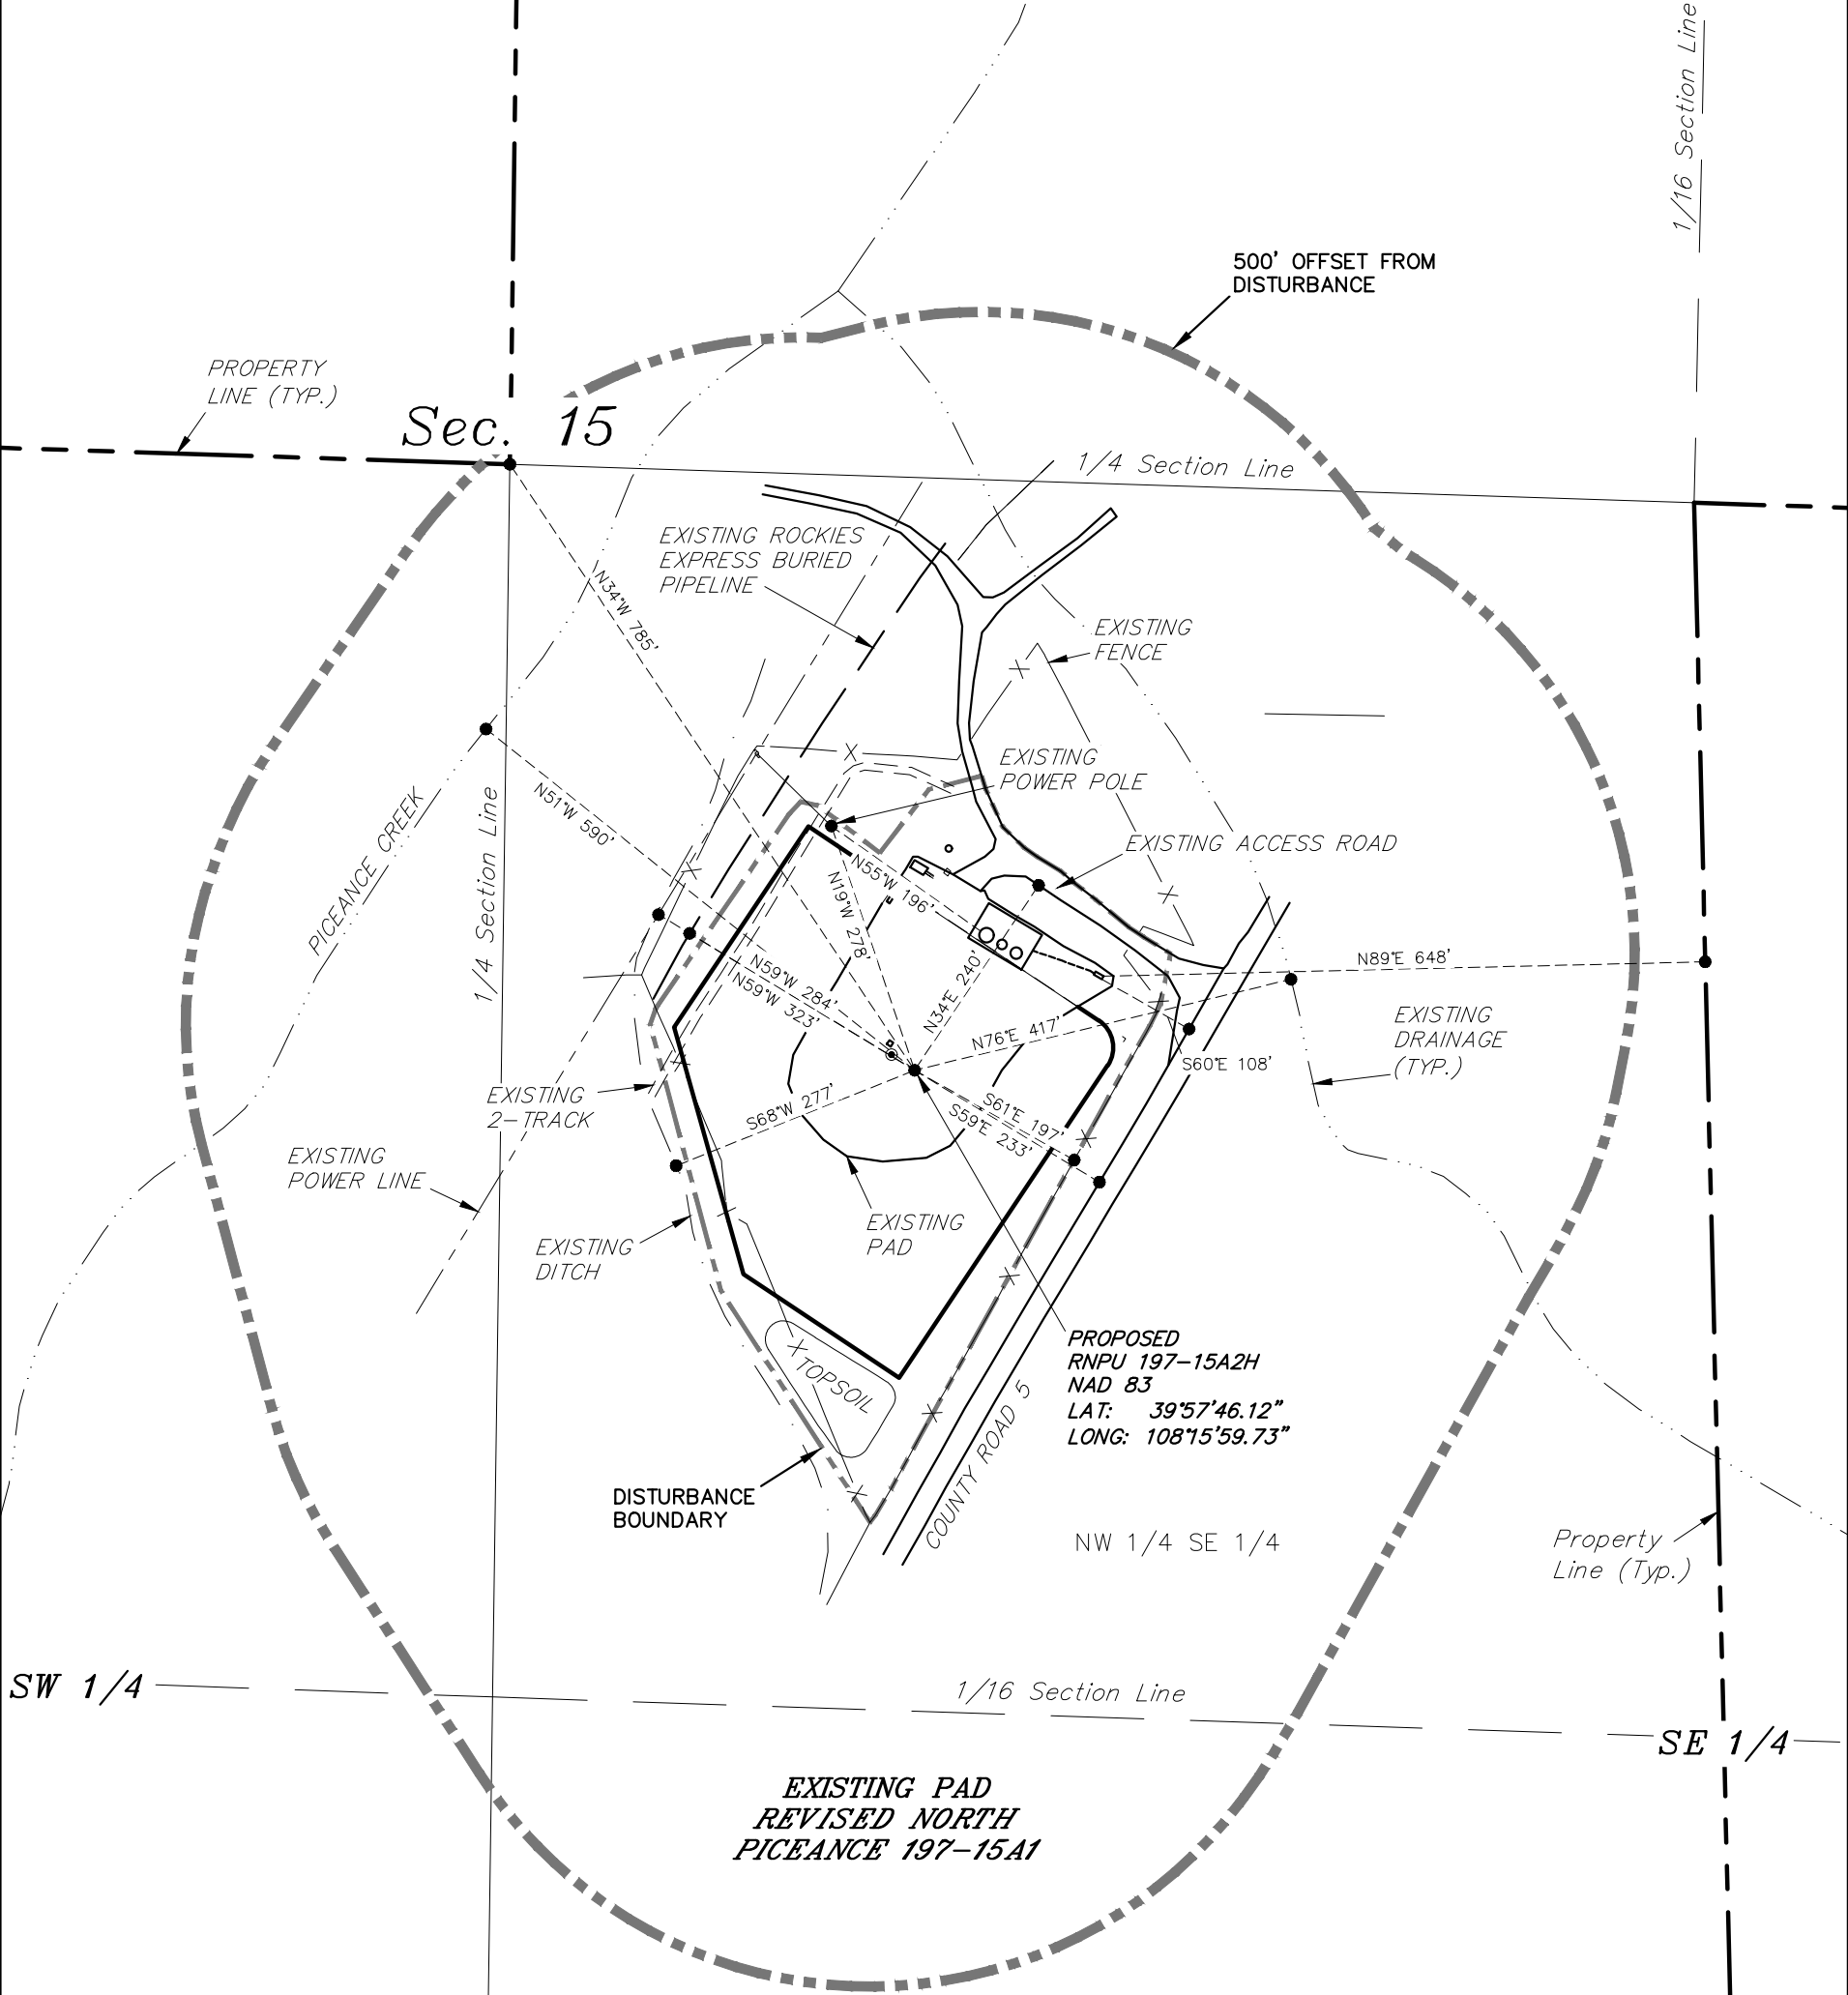 1/16 Section Line
500' OFFSET FROM
DISTURBANCE
PROPERTY
LINE (TYP.)
Sec. 15
1/4 Section Line
EXISTING ROCKIES
EXPRESS BURIED
PIPELINE
N34°W 785'
EXISTING
FENCE
EXISTING
POWER POLE
N51°W 590'
PICEANCE CREEK
1/4 Section Line
EXISTING ACCESS ROAD
N55°W 196'
N19°W 278'
N59°W 284'
N59°W 323'
N34°E 240'
N89°E 648'
N76°E 417'
S60°E 108'
EXISTING
DRAINAGE
(TYP.)
EXISTING
2-TRACK
S68°W 277'
S61°E 197'
S59°E 233'
EXISTING
POWER LINE
EXISTING
DITCH
EXISTING
PAD
PROPOSED
RNPU 197-15A2H
NAD 83
LAT: 39°57'46.12"
LONG: 108°15'59.73"
TOPSOIL
COUNTY ROAD 5
DISTURBANCE
BOUNDARY
NW 1/4 SE 1/4
Property
Line (Typ.)
SW 1/4
1/16 Section Line
SE 1/4
EXISTING PAD
REVISED NORTH
PICEANCE 197-15A1